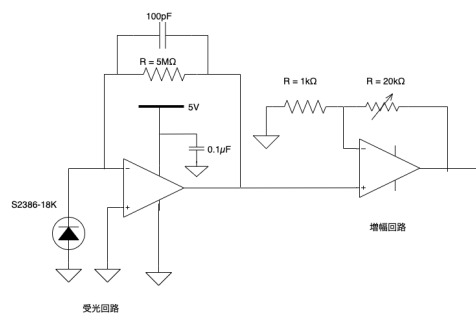 100pF
R = 5MΩ
5V
0.1μF
R = 1kΩ
R = 20kΩ
S2386-18K
受光回路
増幅回路